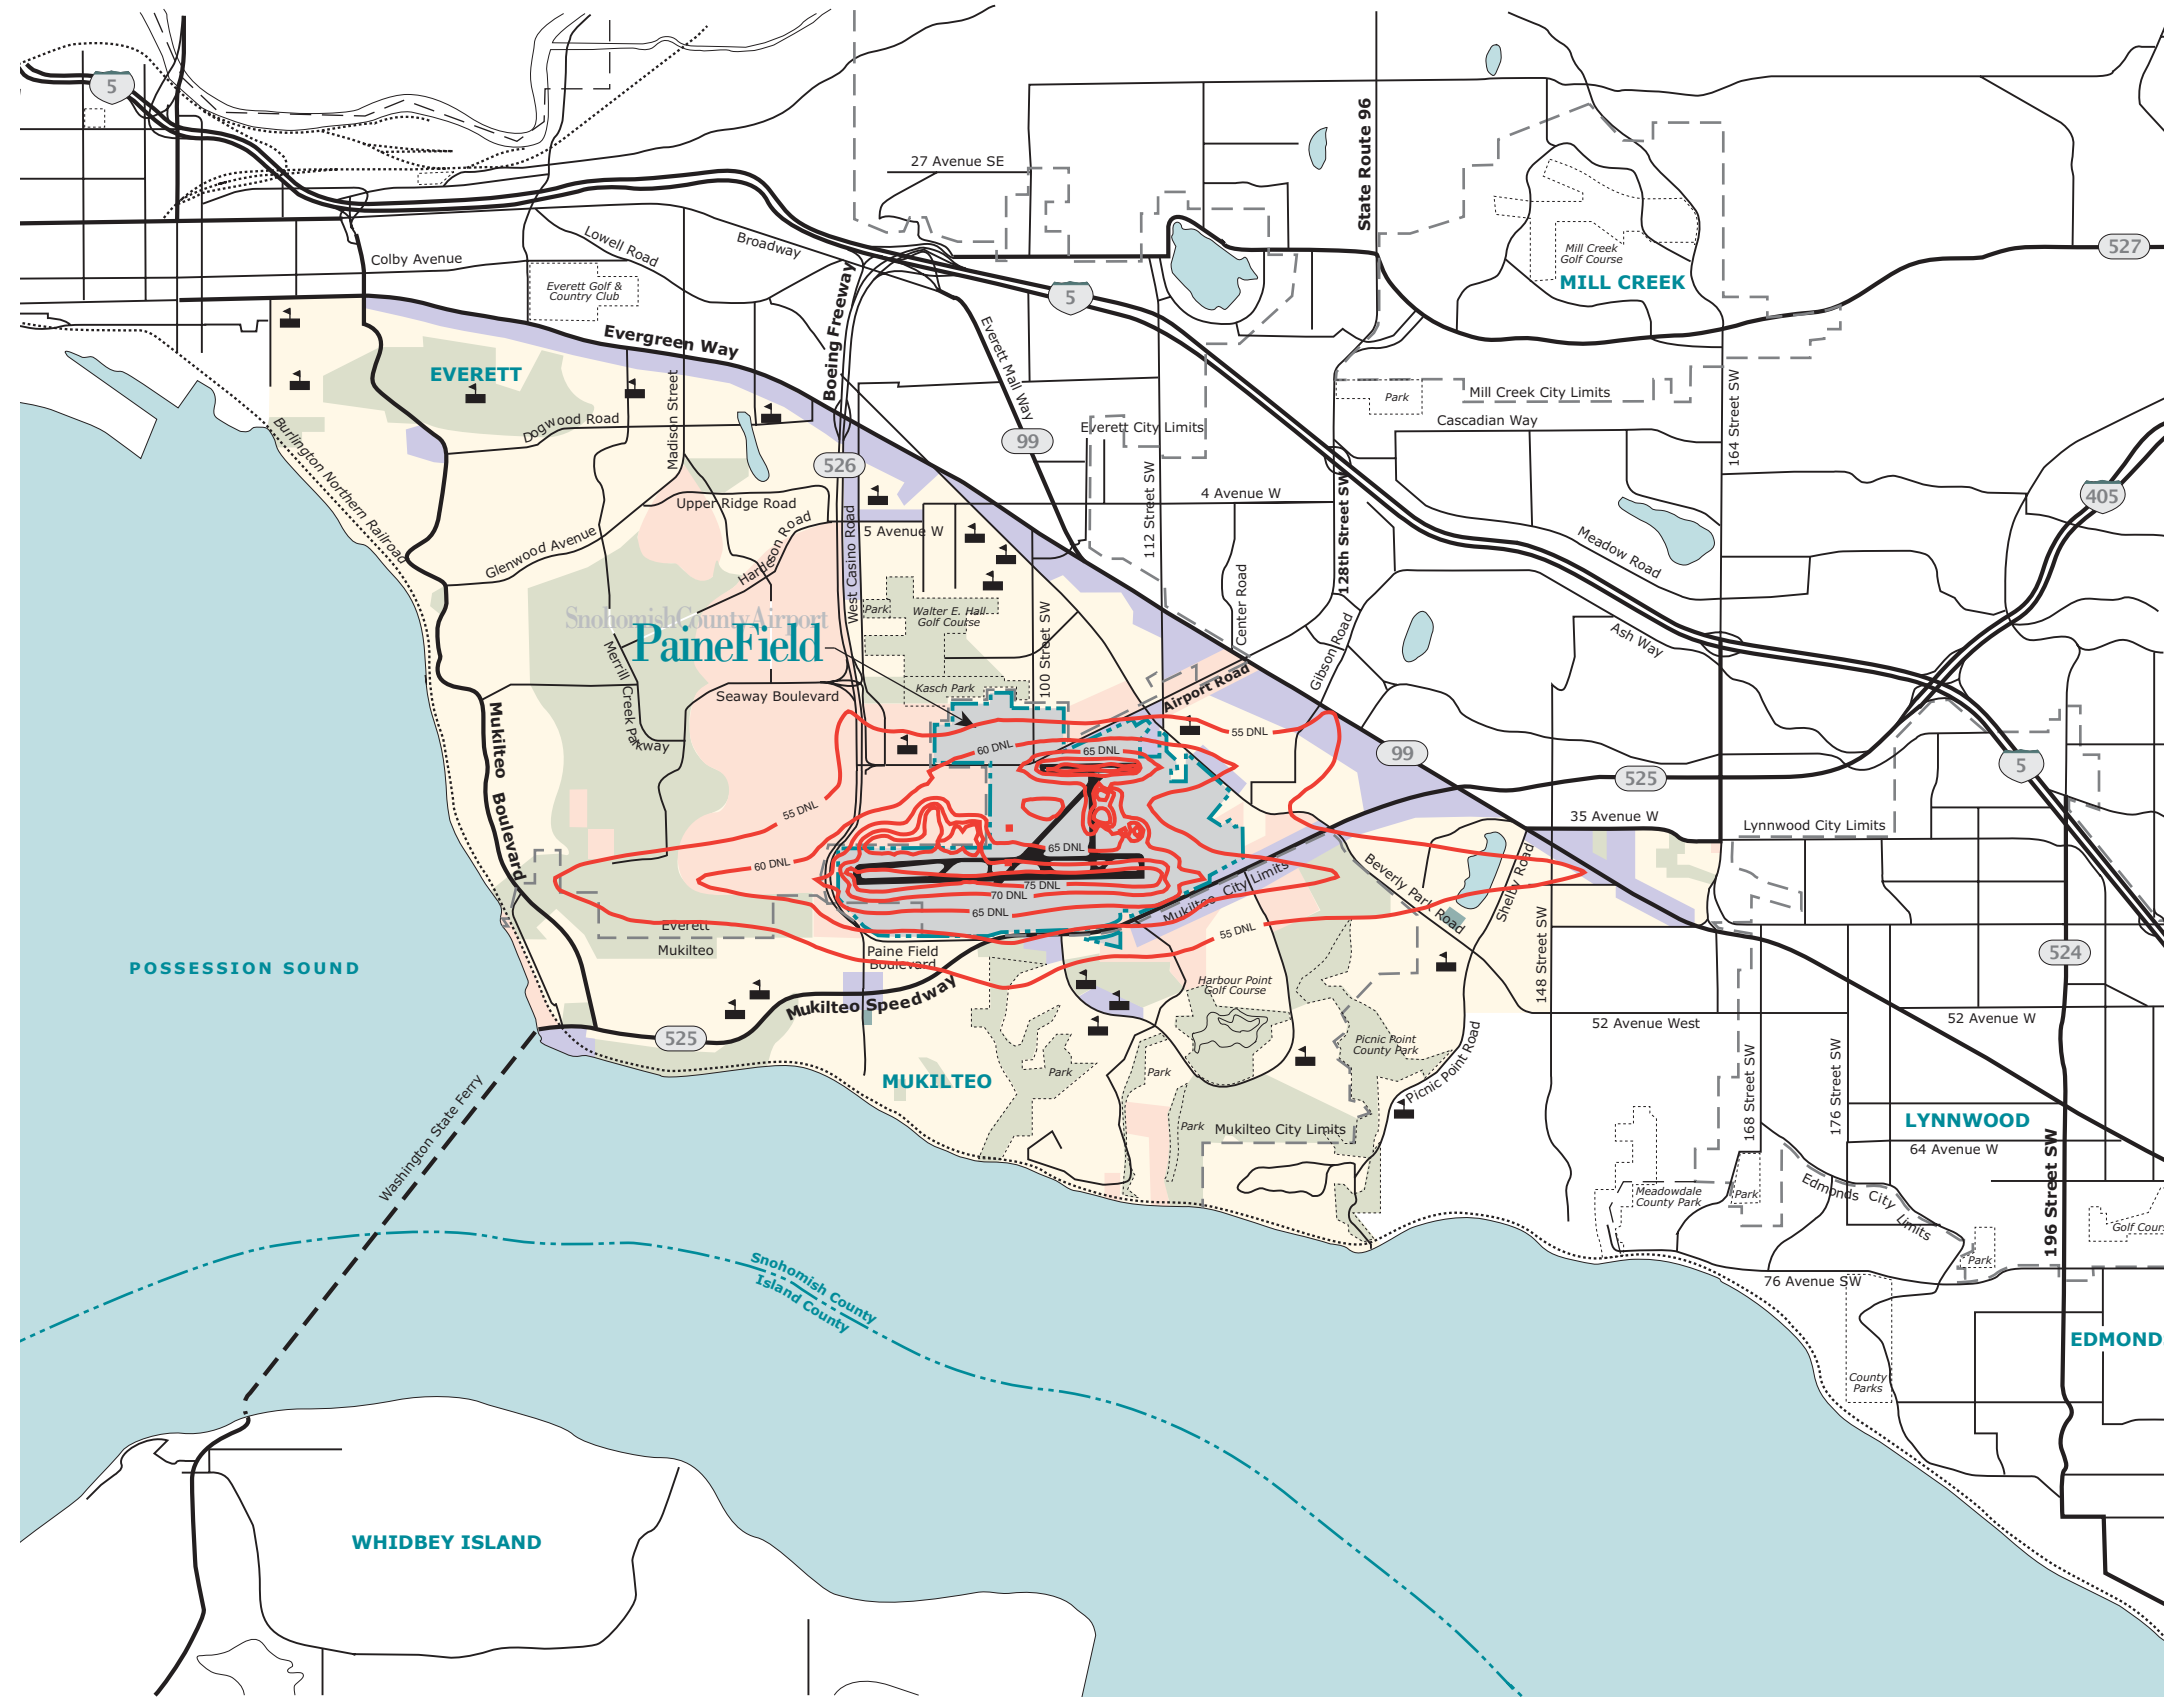 5
27 Avenue SE
State Route 96
Colby Avenue
Lowell Road
Broadway
Everett Golf &
Country Club
Mill Creek
Golf Course
MILL CREEK
527
5
Evergreen Way
Boeing Freeway
Everett Mall Way
EVERETT
Madison Street
Dogwood Road
Park
Mill Creek City Limits
Cascadian Way
164 Street SW
Everett City Limits
99
526
Burlington Northern Railroad
4 Avenue W
112 Street SW
128th Street SW
405
Upper Ridge Road
5 Avenue W
West Casino Road
Harderson Road
Glenwood Avenue
Meadow Road
Center Road
Snohomish County Airport
PaineField
Park
Walter E. Hall
Golf Course
100 Street SW
Gibson Road
Ash Way
Merrill Creek Parkway
Seaway Boulevard
Kasch Park
Airport Road
55 DNL
60 DNL
65 DNL
99
525
5
Mukilteo Boulevard
55 DNL
35 Avenue W
Lynnwood City Limits
60 DNL
65 DNL
75 DNL
70 DNL
65 DNL
Mukilteo City Limits
Beverly Park Road
Shelby Road
Everett
Mukilteo
55 DNL
148 Street SW
Paine Field
Boulevard
524
POSSESSION SOUND
Mukilteo Speedway
Harbour Point
Golf Course
525
52 Avenue West
52 Avenue W
Picnic Point
County Park
Picnic Point Road
168 Street SW
176 Street SW
MUKILTEO
Park
Park
Washington State Ferry
Park
Mukilteo City Limits
LYNNWOOD
64 Avenue W
196 Street SW
Meadowdale
County Park
Park
Edmonds City Limits
Golf Cour
Park
76 Avenue SW
Snohomish County
Island County
EDMOND
County
Parks
WHIDBEY ISLAND